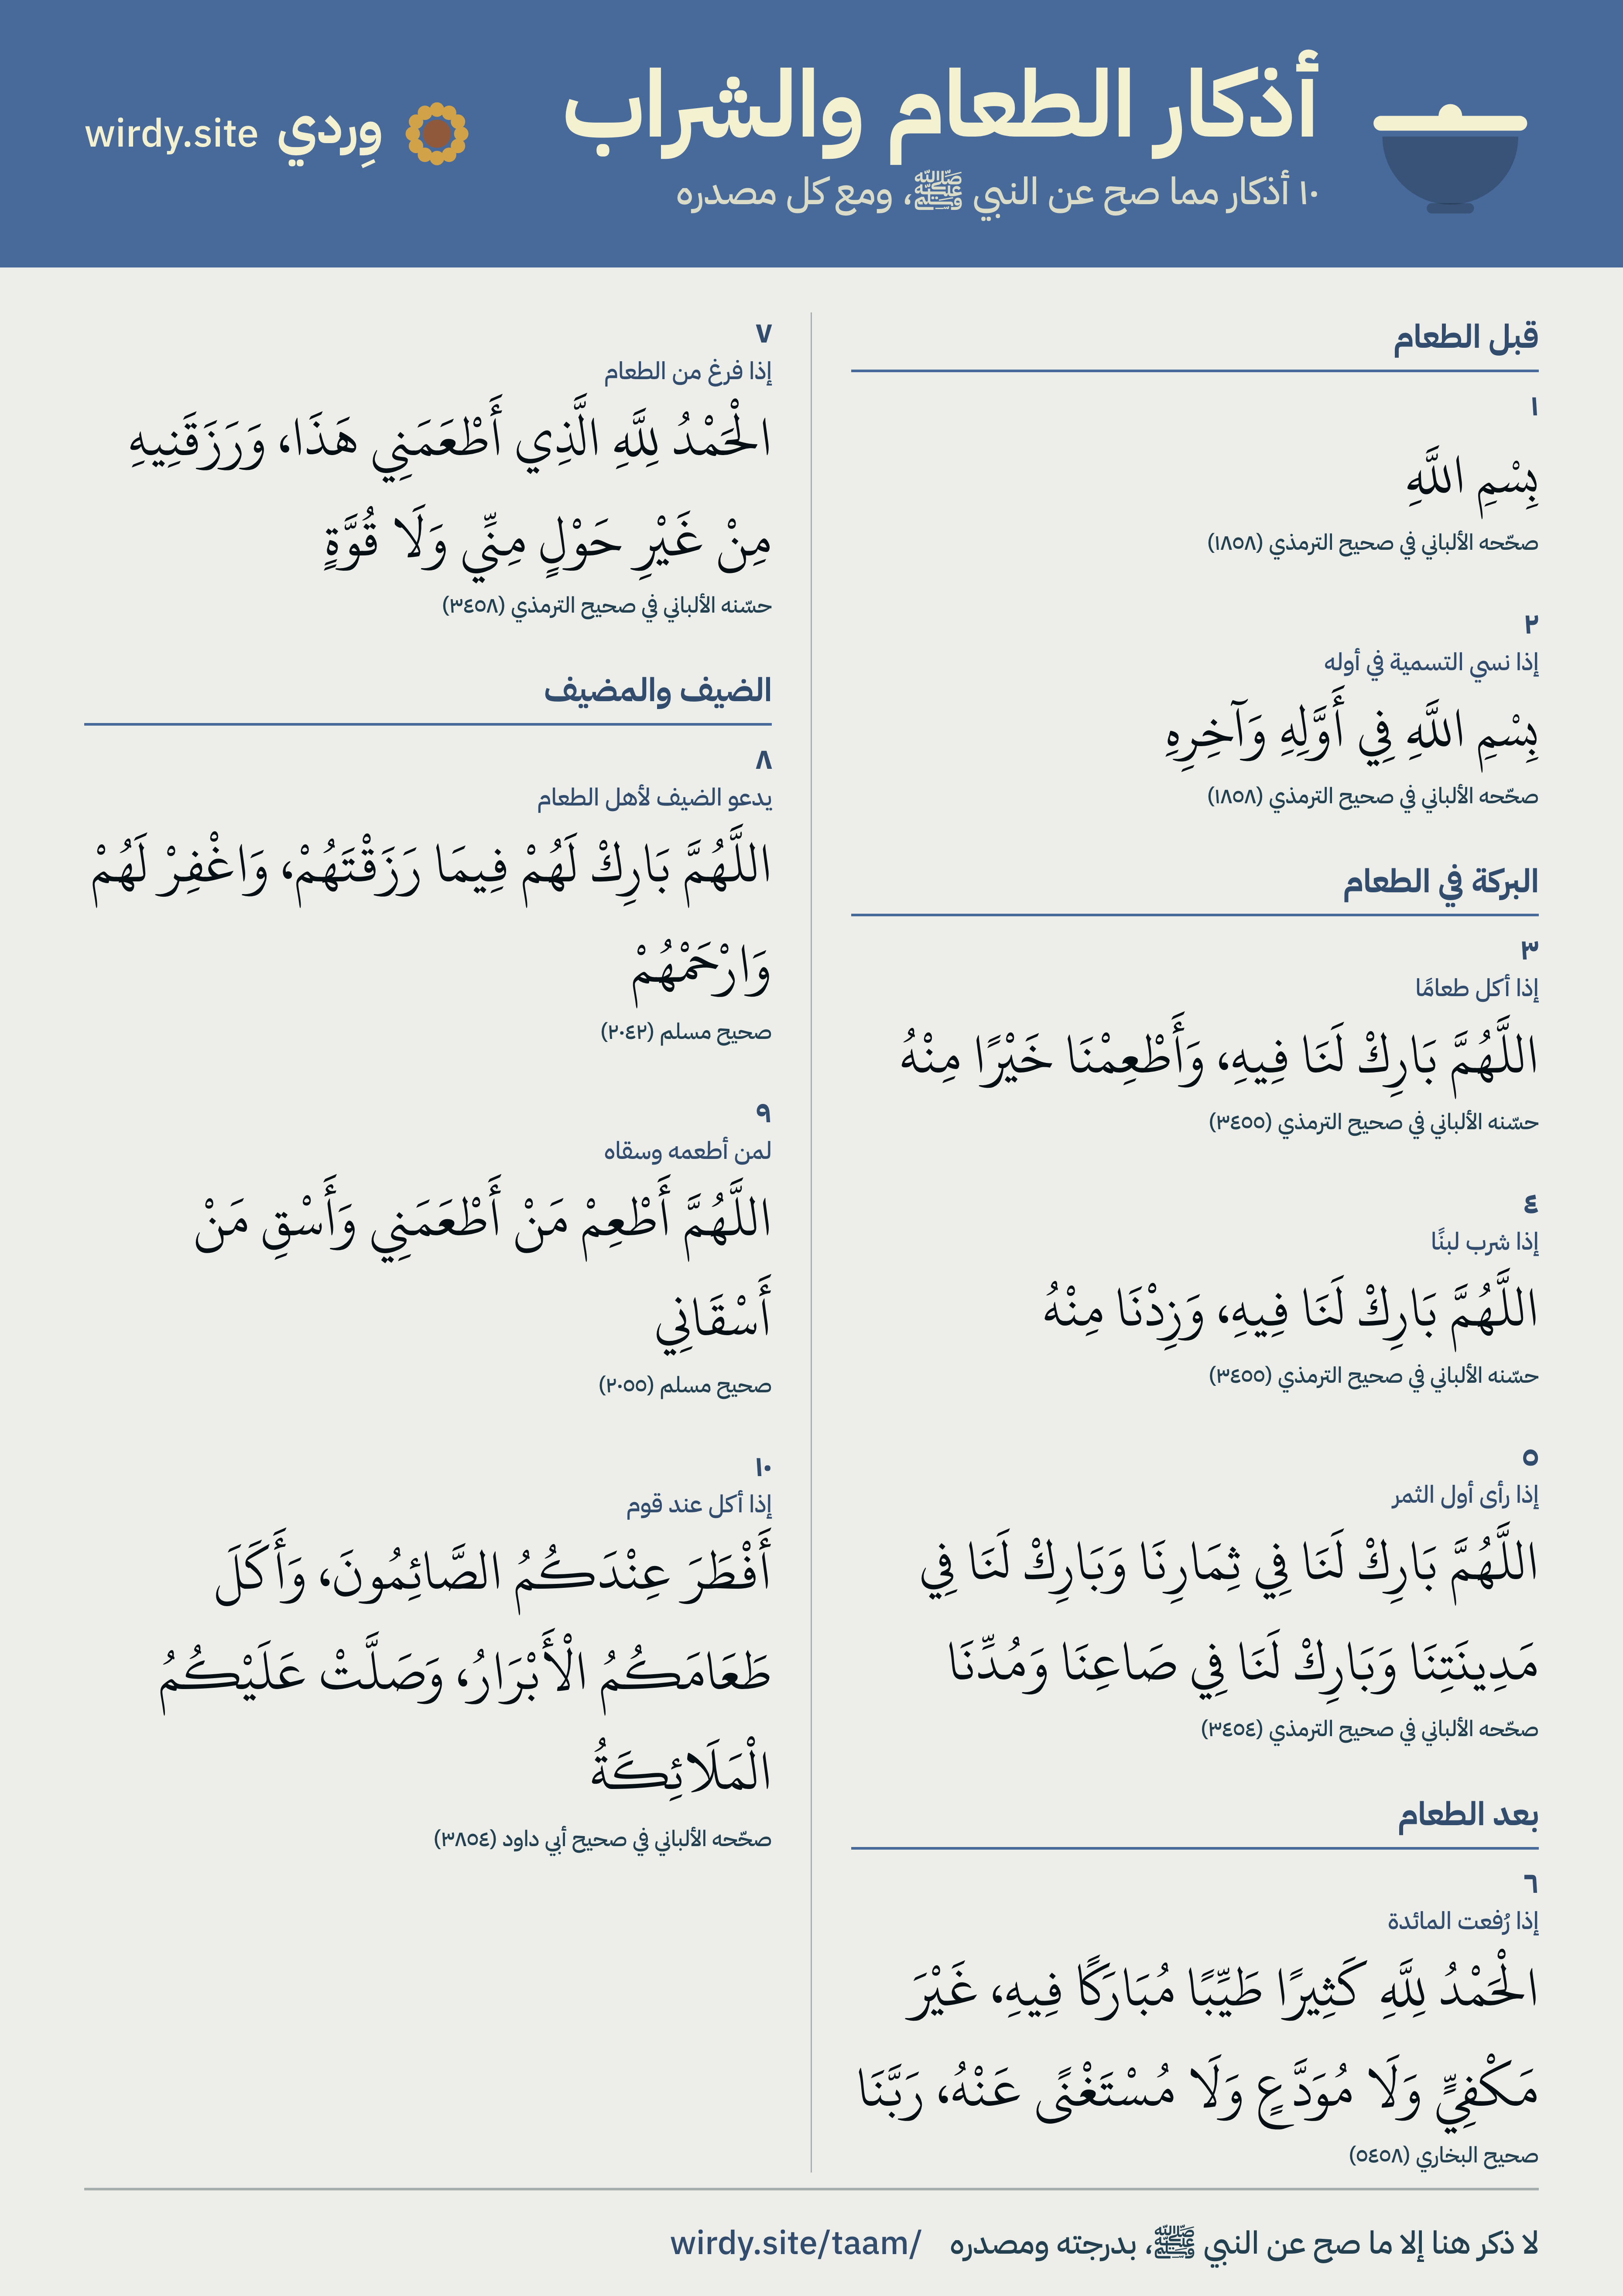 أذكار الطعام والشراب
١٠ أذكار مما صح عن النبي ﷺ، ومع كل مصدره
وِردي wirdy.site
قبل الطعام
١
بِسْمِ اللَّهِ
صحّحه الألباني في صحيح الترمذي (١٨٥٨)
٢
إذا نسي التسمية في أوله
بِسْمِ اللَّهِ فِي أَوَّلِهِ وَآخِرِهِ
صحّحه الألباني في صحيح الترمذي (١٨٥٨)
البركة في الطعام
٣
إذا أكل طعامًا
اللَّهُمَّ بَارِكْ لَنَا فِيهِ، وَأَطْعِمْنَا خَيْرًا مِنْهُ
حسّنه الألباني في صحيح الترمذي (٣٤٥٥)
٤
إذا شرب لبنًا
اللَّهُمَّ بَارِكْ لَنَا فِيهِ، وَزِدْنَا مِنْهُ
حسّنه الألباني في صحيح الترمذي (٣٤٥٥)
٥
إذا رأى أول الثمر
اللَّهُمَّ بَارِكْ لَنَا فِي ثِمَارِنَا وَبَارِكْ لَنَا فِي
مَدِينَتِنَا وَبَارِكْ لَنَا فِي صَاعِنَا وَمُدِّنَا
صحّحه الألباني في صحيح الترمذي (٣٤٥٤)
بعد الطعام
٦
إذا رُفعت المائدة
الْحَمْدُ لِلَّهِ كَثِيرًا طَيِّبًا مُبَارَكًا فِيهِ، غَيْرَ
مَكْفِيٍّ وَلَا مُوَدَّعٍ وَلَا مُسْتَغْنًى عَنْهُ، رَبَّنَا
صحيح البخاري (٥٤٥٨)
٧
إذا فرغ من الطعام
الْحَمْدُ لِلَّهِ الَّذِي أَطْعَمَنِي هَذَا، وَرَزَقَنِيهِ
مِنْ غَيْرِ حَوْلٍ مِنِّي وَلَا قُوَّةٍ
حسّنه الألباني في صحيح الترمذي (٣٤٥٨)
الضيف والمضيف
٨
يدعو الضيف لأهل الطعام
اللَّهُمَّ بَارِكْ لَهُمْ فِيمَا رَزَقْتَهُمْ، وَاغْفِرْ لَهُمْ
وَارْحَمْهُمْ
صحيح مسلم (٢٠٤٢)
٩
لمن أطعمه وسقاه
اللَّهُمَّ أَطْعِمْ مَنْ أَطْعَمَنِي وَأَسْقِ مَنْ
أَسْقَانِي
صحيح مسلم (٢٠٥٥)
١٠
إذا أكل عند قوم
أَفْطَرَ عِنْدَكُمُ الصَّائِمُونَ، وَأَكَلَ
طَعَامَكُمُ الْأَبْرَارُ، وَصَلَّتْ عَلَيْكُمُ
الْمَلَائِكَةُ
صحّحه الألباني في صحيح أبي داود (٣٨٥٤)
لا ذكر هنا إلا ما صح عن النبي ﷺ، بدرجته ومصدره wirdy.site/taam/